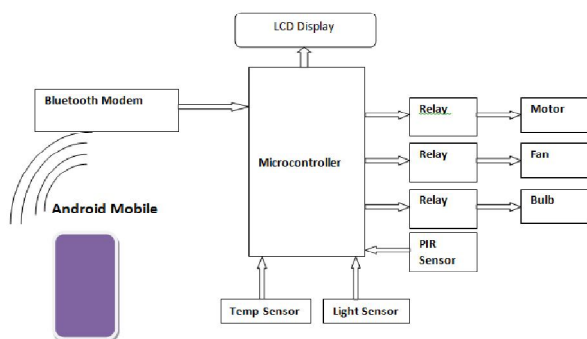 LCD Display
Bluetooth Modem
Microcontroller
Relay
Motor
Relay
Fan
Relay
Bulb
Android Mobile
PIR
Sensor
Temp Sensor
Light Sensor